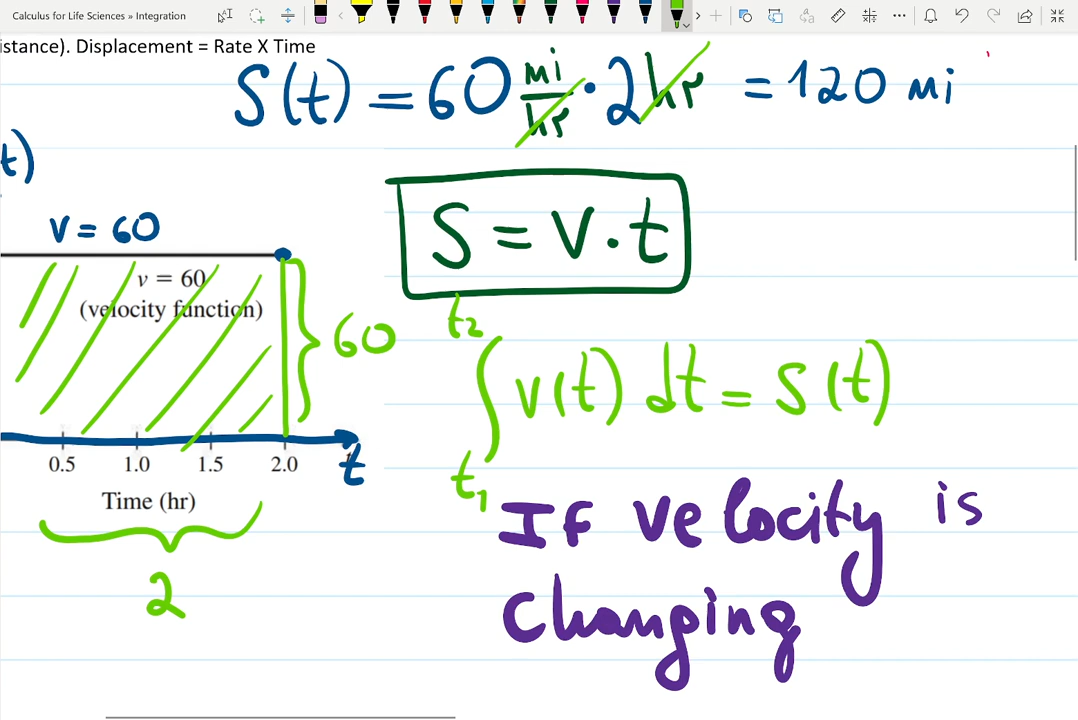 Calculus for Life Sciences » Integration
istance). Displacement = Rate X Time
S(t) = 60 mi/hr · 2 hr = 120 mi
t)
S = v · t
v = 60
v = 60
(velocity function)
60
∫ v(t) dt = S(t)
t2
t1
0.5 1.0 1.5 2.0 t
Time (hr)
2
If velocity is
changing